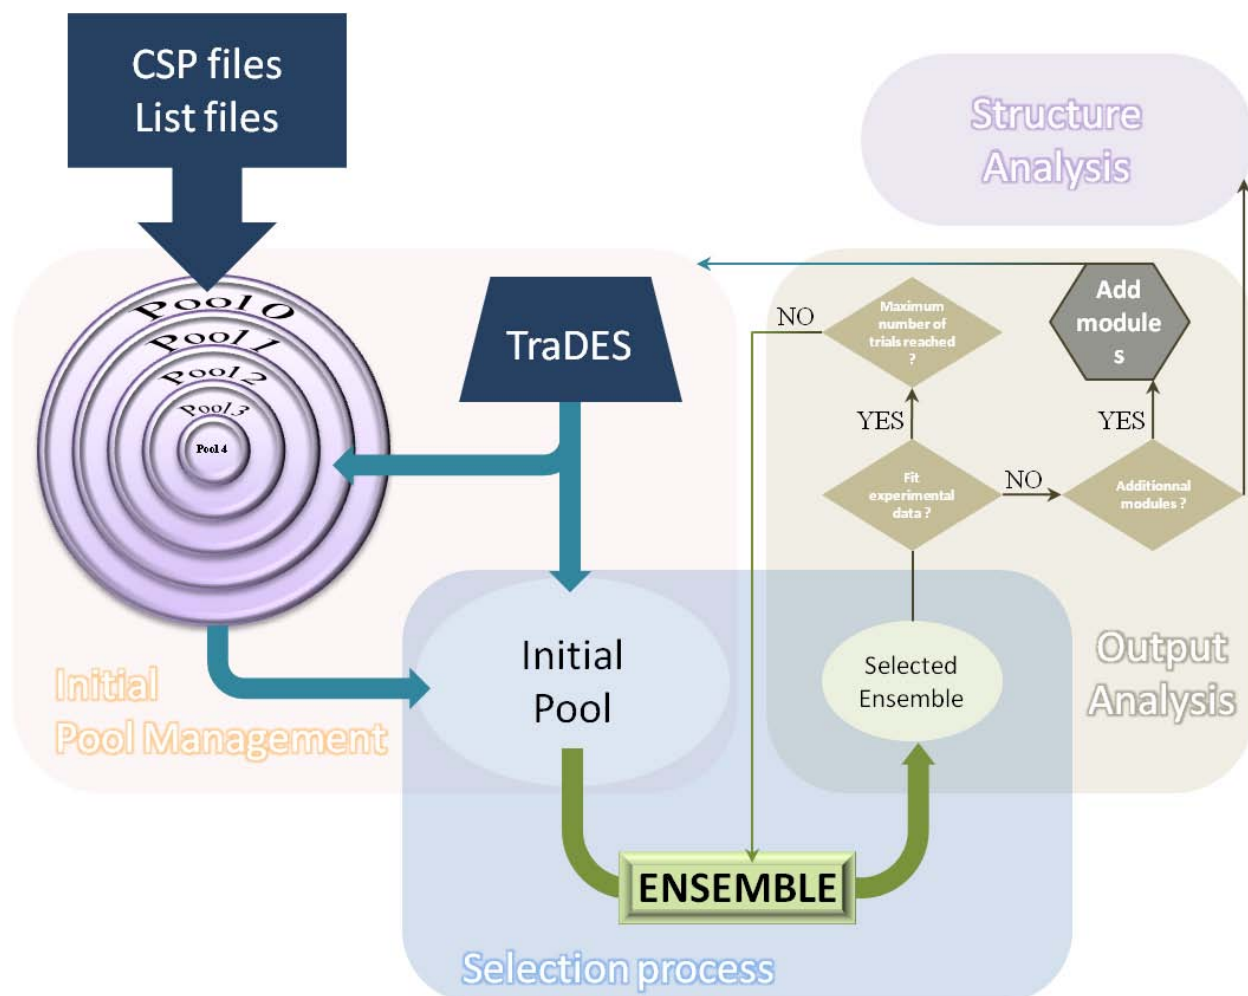 CSP files
List files
Structure
Analysis
Pool 0
Pool 1
Pool 2
Pool 3
Pool 4
TraDES
NO
Maximum
number of
trials reached
?
Add
module
s
YES
YES
Fit
experimental
data ?
NO
Additionnal
modules ?
Initial
Pool
Selected
Ensemble
Output
Analysis
Initial
Pool Management
ENSEMBLE
Selection process